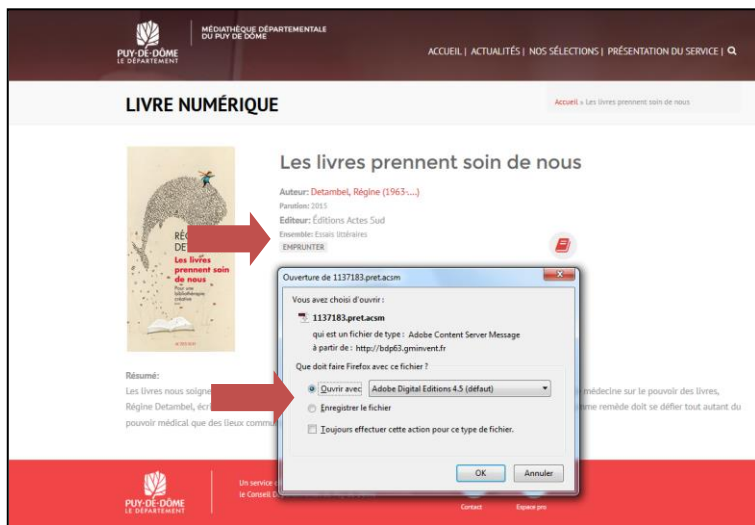 PUY-DE-DÔME
LE DÉPARTEMENT
MÉDIATHÈQUE DÉPARTEMENTALE
DU PUY DE DÔME
ACCUEIL | ACTUALITÉS | NOS SÉLECTIONS | PRÉSENTATION DU SERVICE |
LIVRE NUMÉRIQUE
Accueil » Les livres prennent soin de nous
Les livres prennent soin de nous
Auteur: Detambel, Régine (1963-....)
Parution: 2015
Editeur: Éditions Actes Sud
Ensemble: Essais littéraires
EMPRUNTER
Les livres
prennent soin
de nous
Pour une
bibliothérapie
créative
Ouverture de 1137183.pret.acsm
Vous avez choisi d'ouvrir :
1137183.pret.acsm
qui est un fichier de type : Adobe Content Server Message
à partir de : http://bdp63.gminvent.fr
Que doit faire Firefox avec ce fichier ?
Ouvrir avec Adobe Digital Editions 4.5 (défaut)
Enregistrer le fichier
Toujours effectuer cette action pour ce type de fichier.
OK Annuler
Résumé:
Les livres nous soigne médecine sur le pouvoir des livres,
Régine Detambel, écri me remède doit se défier tout autant du
pouvoir médical que des lieux commu
PUY-DE-DÔME
LE DÉPARTEMENT
Un service
le Conseil
Contact Espace pro